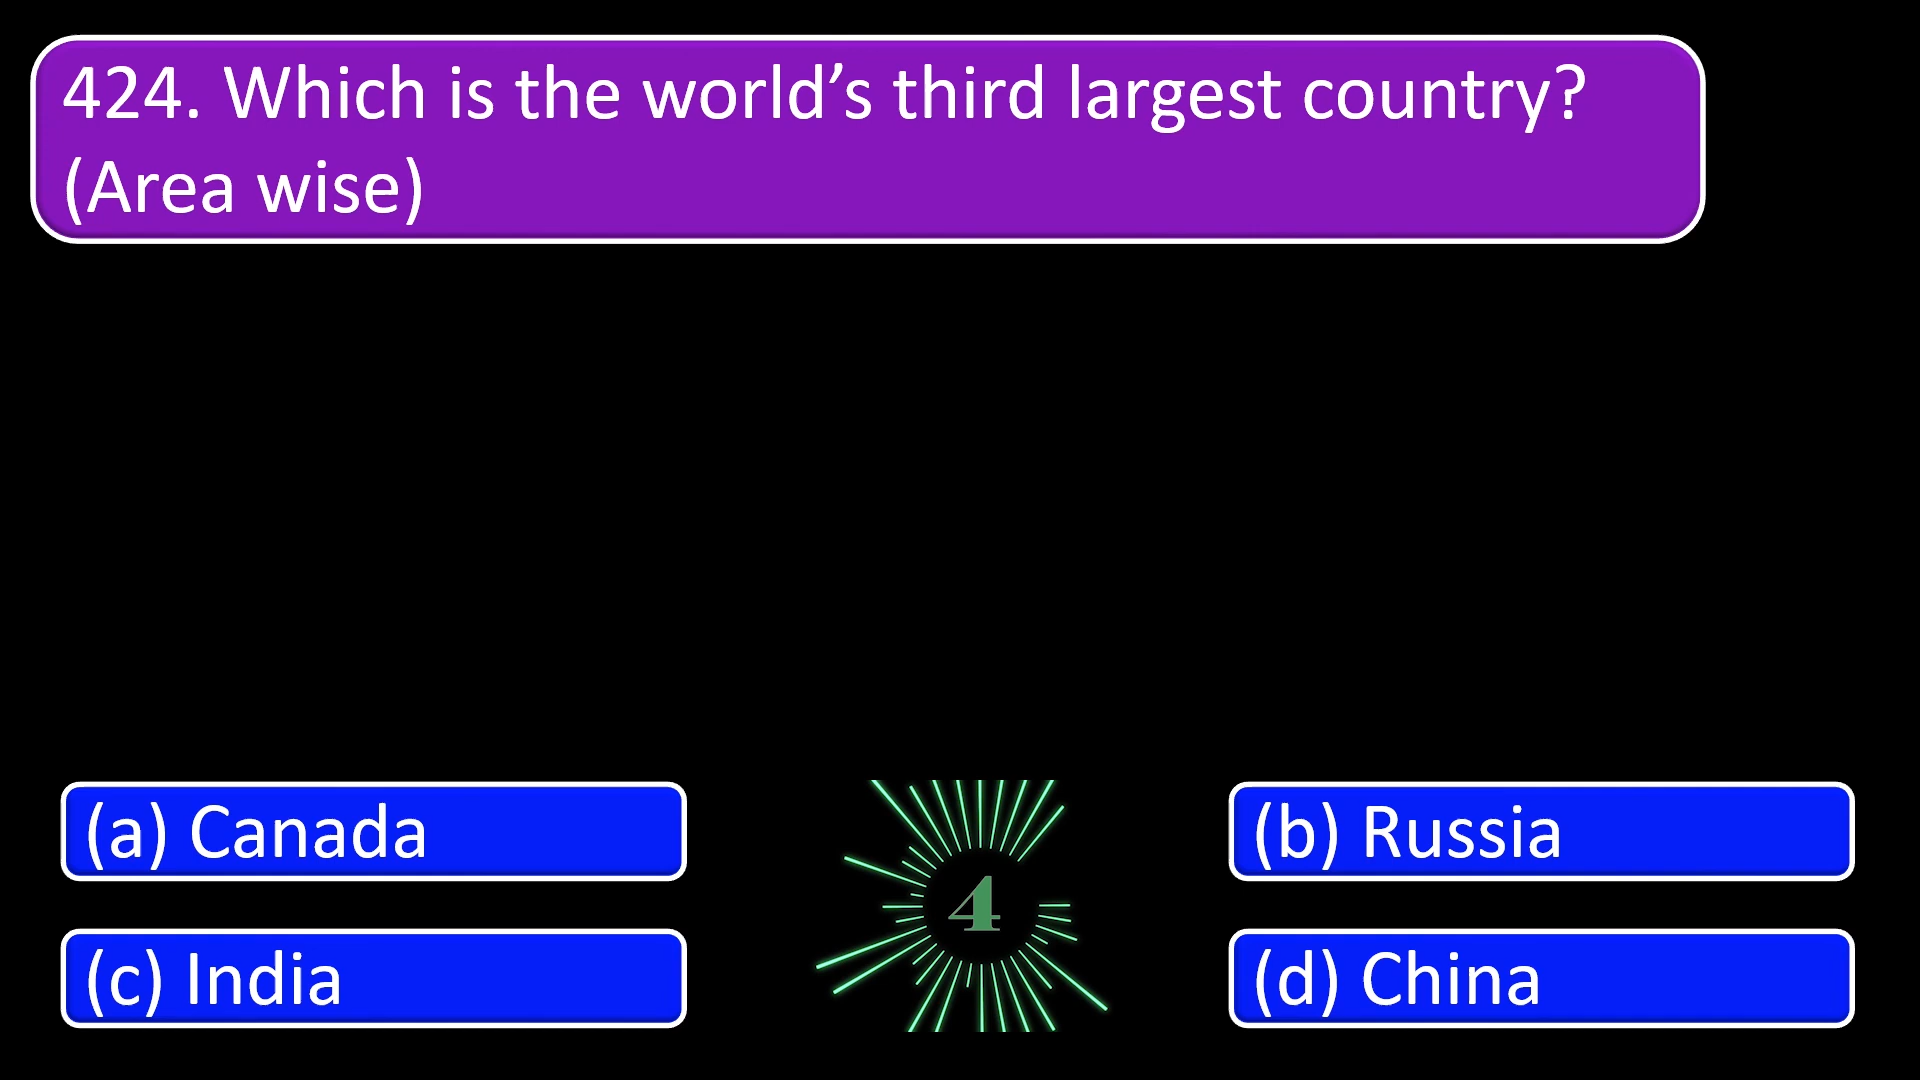 424. Which is the world’s third largest country?
(Area wise)
(a) Canada
(b) Russia
4
(c) India
(d) China